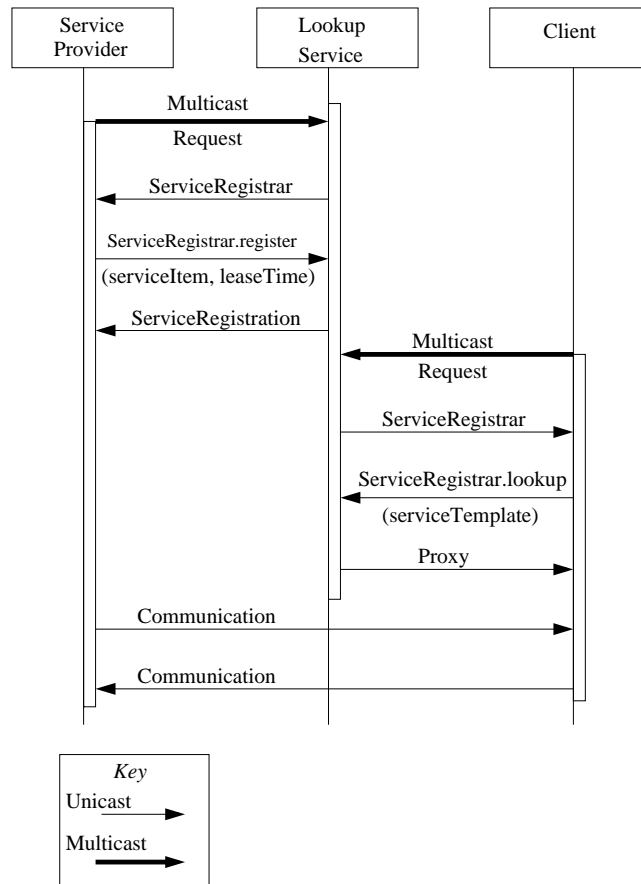 Service
Provider
Lookup
Service
Client
Multicast
Request
ServiceRegistrar
ServiceRegistrar.register
(serviceItem, leaseTime)
ServiceRegistration
Multicast
Request
ServiceRegistrar
ServiceRegistrar.lookup
(serviceTemplate)
Proxy
Communication
Communication
Key
Unicast
Multicast